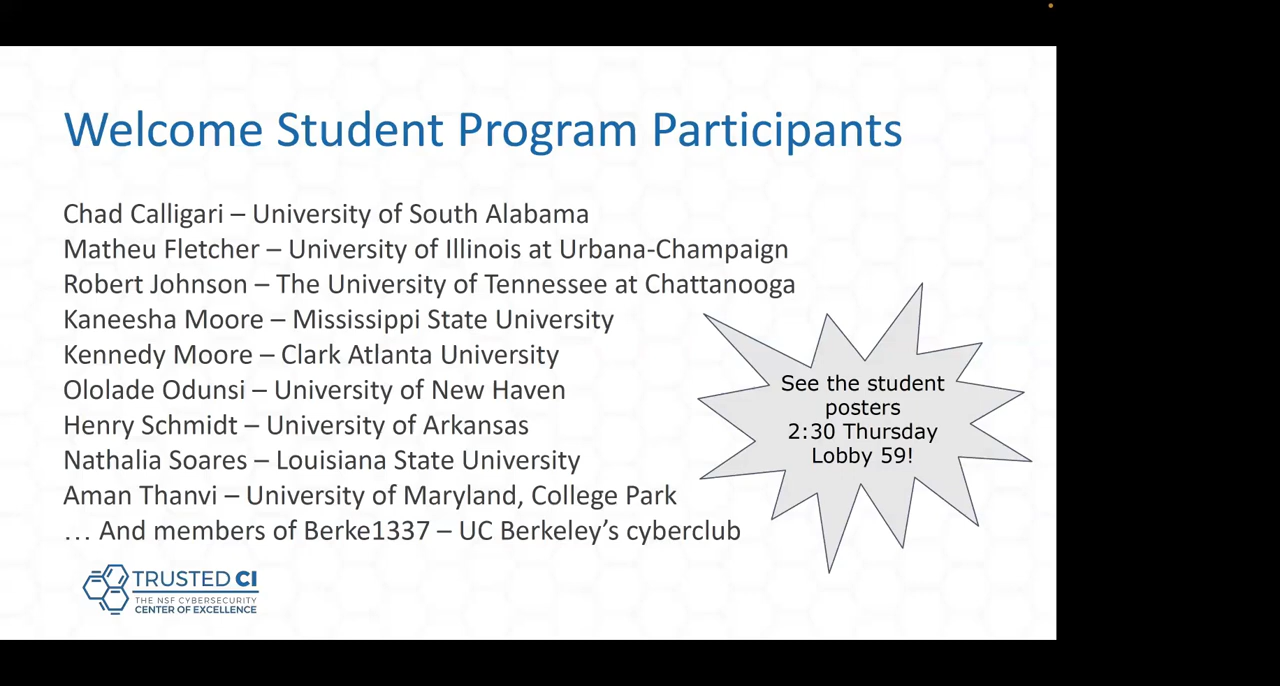 Welcome Student Program Participants
Chad Calligari – University of South Alabama
Matheu Fletcher – University of Illinois at Urbana-Champaign
Robert Johnson – The University of Tennessee at Chattanooga
Kaneesha Moore – Mississippi State University
Kennedy Moore – Clark Atlanta University
Ololade Odunsi – University of New Haven
Henry Schmidt – University of Arkansas
Nathalia Soares – Louisiana State University
Aman Thanvi – University of Maryland, College Park
… And members of Berke1337 – UC Berkeley’s cyberclub
See the student
posters
2:30 Thursday
Lobby 59!
TRUSTED CI
THE NSF CYBERSECURITY
CENTER OF EXCELLENCE